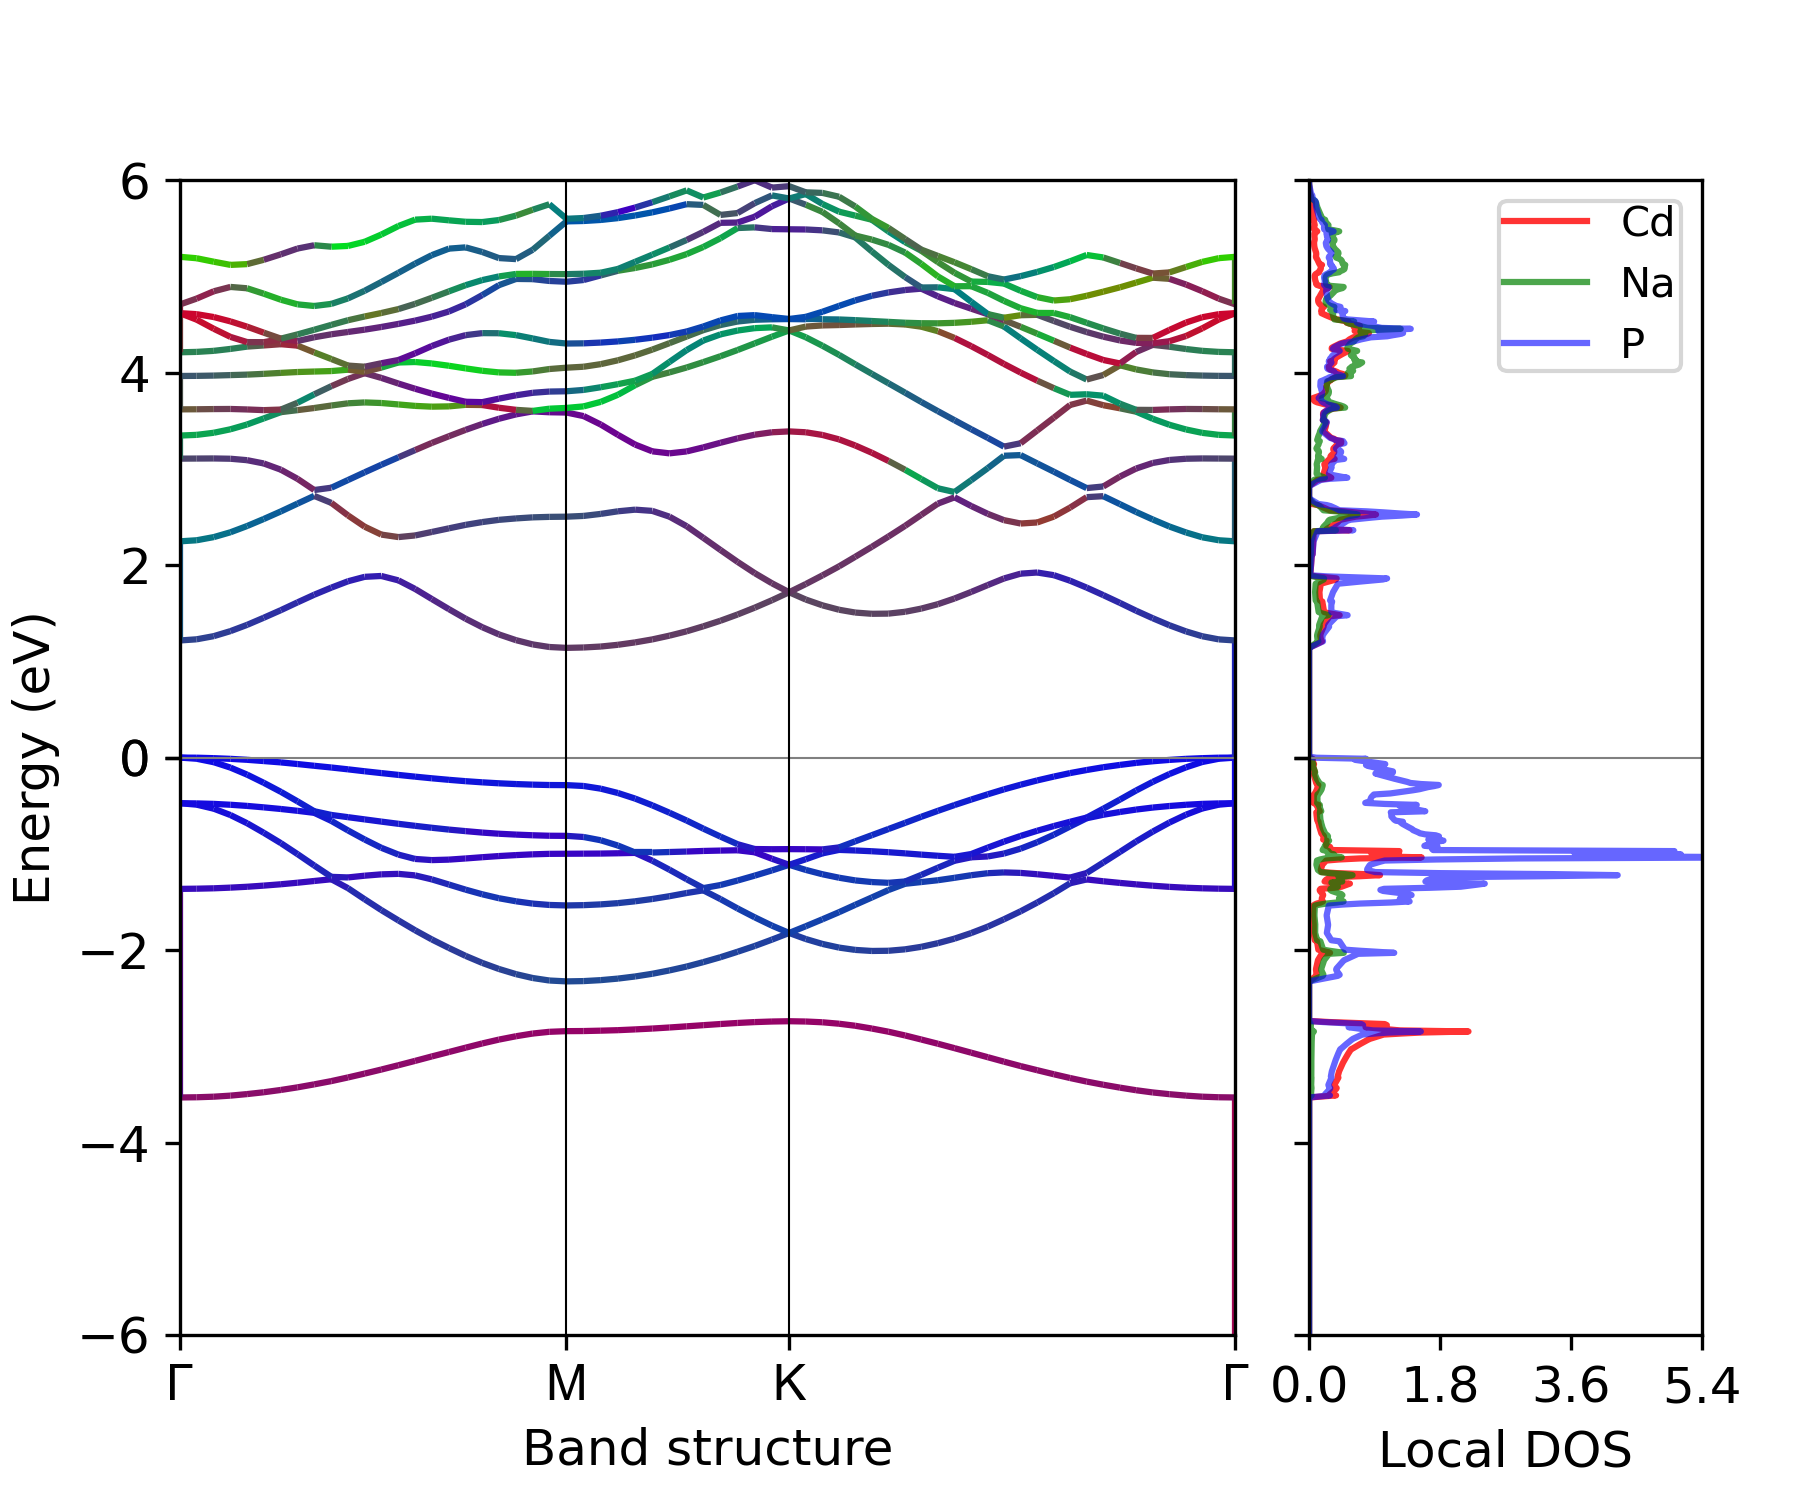 6
4
2
0
−2
−4
−6
Energy (eV)
Γ M K Γ
Band structure
Cd
Na
P
0.0 1.8 3.6 5.4
Local DOS